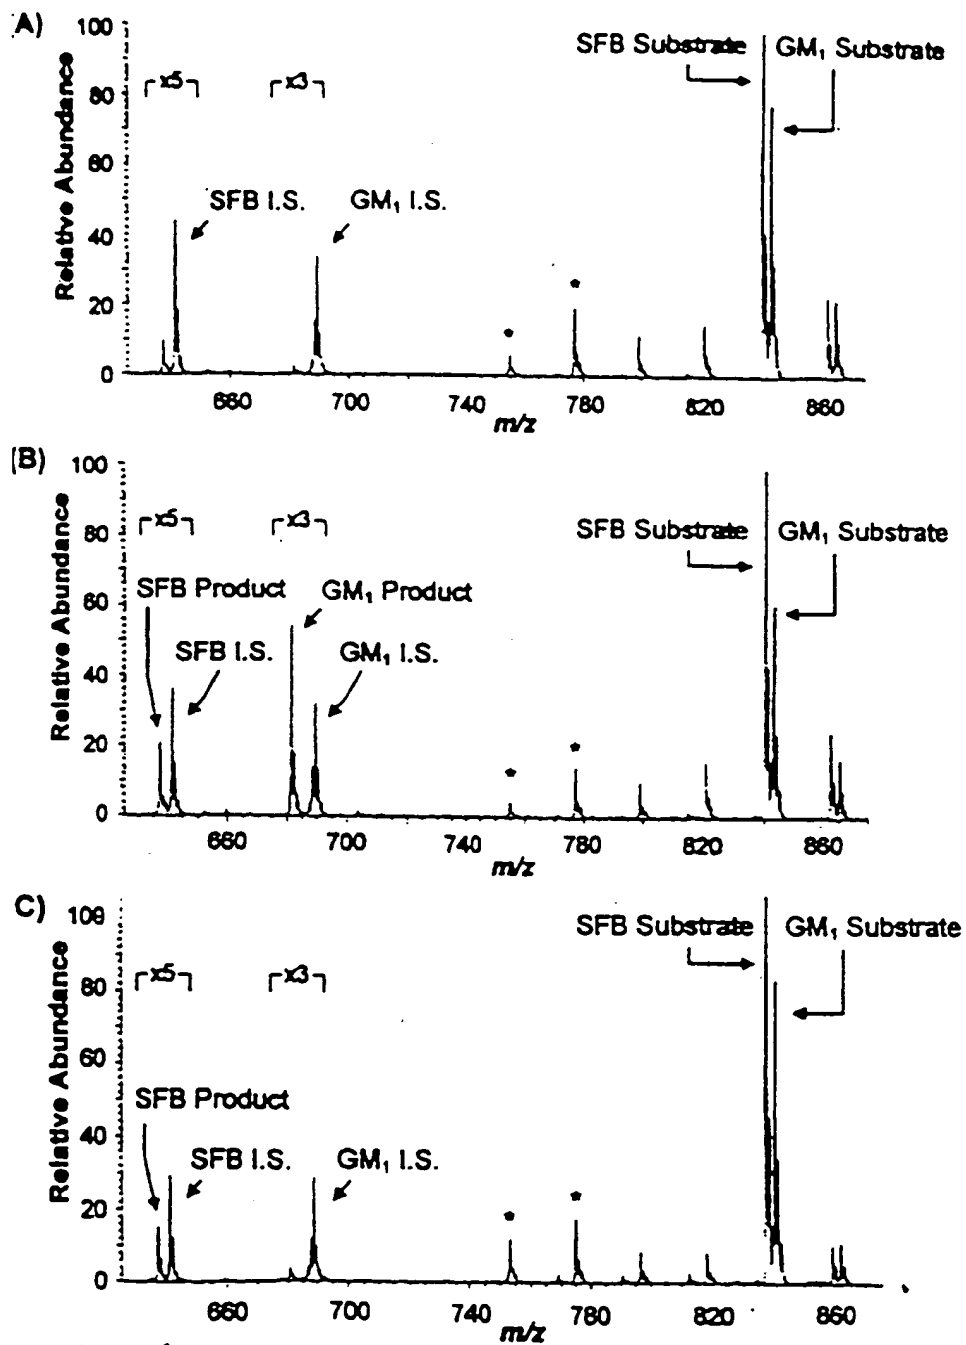 A)
100
SFB Substrate
GM₁ Substrate
x5
x3
80
60
SFB I.S.
GM₁ I.S.
40
20
0
Relative Abundance
*
*
660 700 740 780 820 860
m/z
(B)
100
x5
x3
SFB Substrate
GM₁ Substrate
80
SFB Product
GM₁ Product
60
SFB I.S.
GM₁ I.S.
40
20
0
Relative Abundance
*
*
660 700 740 780 820 860
m/z
C)
100
SFB Substrate
GM₁ Substrate
x5
x3
80
60
SFB Product
40
SFB I.S.
GM₁ I.S.
20
0
Relative Abundance
*
*
660 700 740 780 820 860
m/z